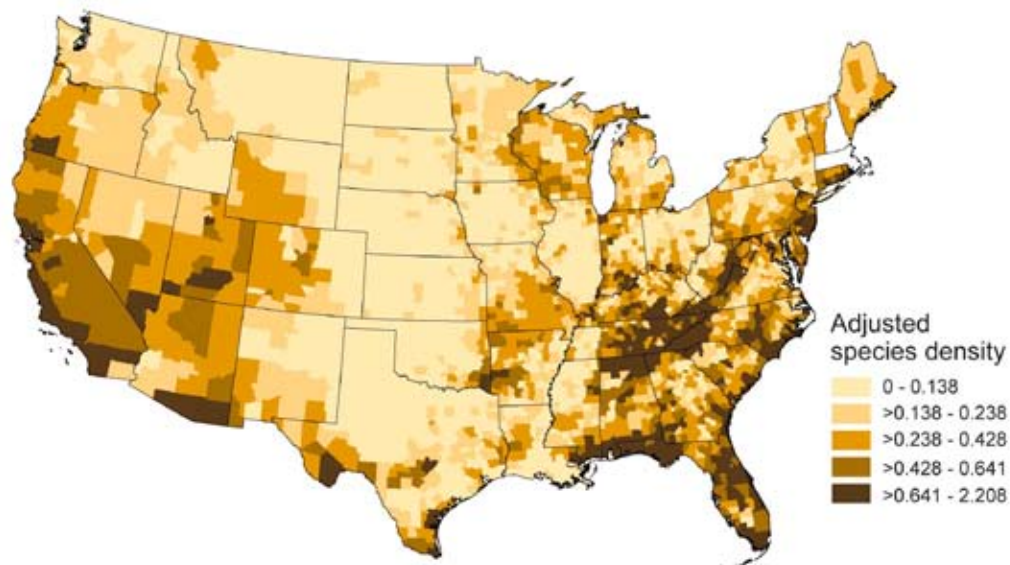 Adjusted
species density
0 - 0.138
>0.138 - 0.238
>0.238 - 0.428
>0.428 - 0.641
>0.641 - 2.208